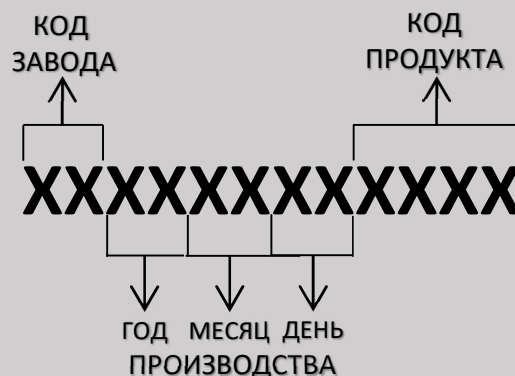 КОД
ЗАВОДА
КОД
ПРОДУКТА
XXXXXXXXXXXX
ГОД МЕСЯЦ ДЕНЬ
ПРОИЗВОДСТВА